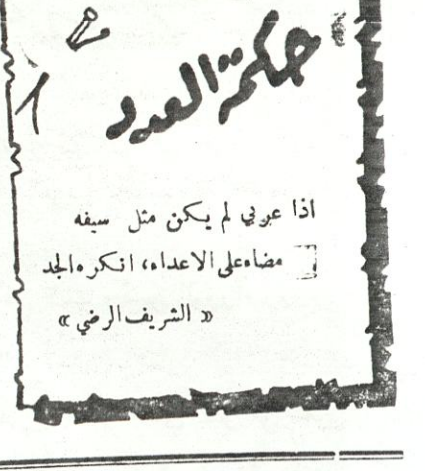 حكمة العدد
اذا عربي لم يكن مثل سيفه
مضاء على الاعداء، انكره الجد
« الشريف الرضي »